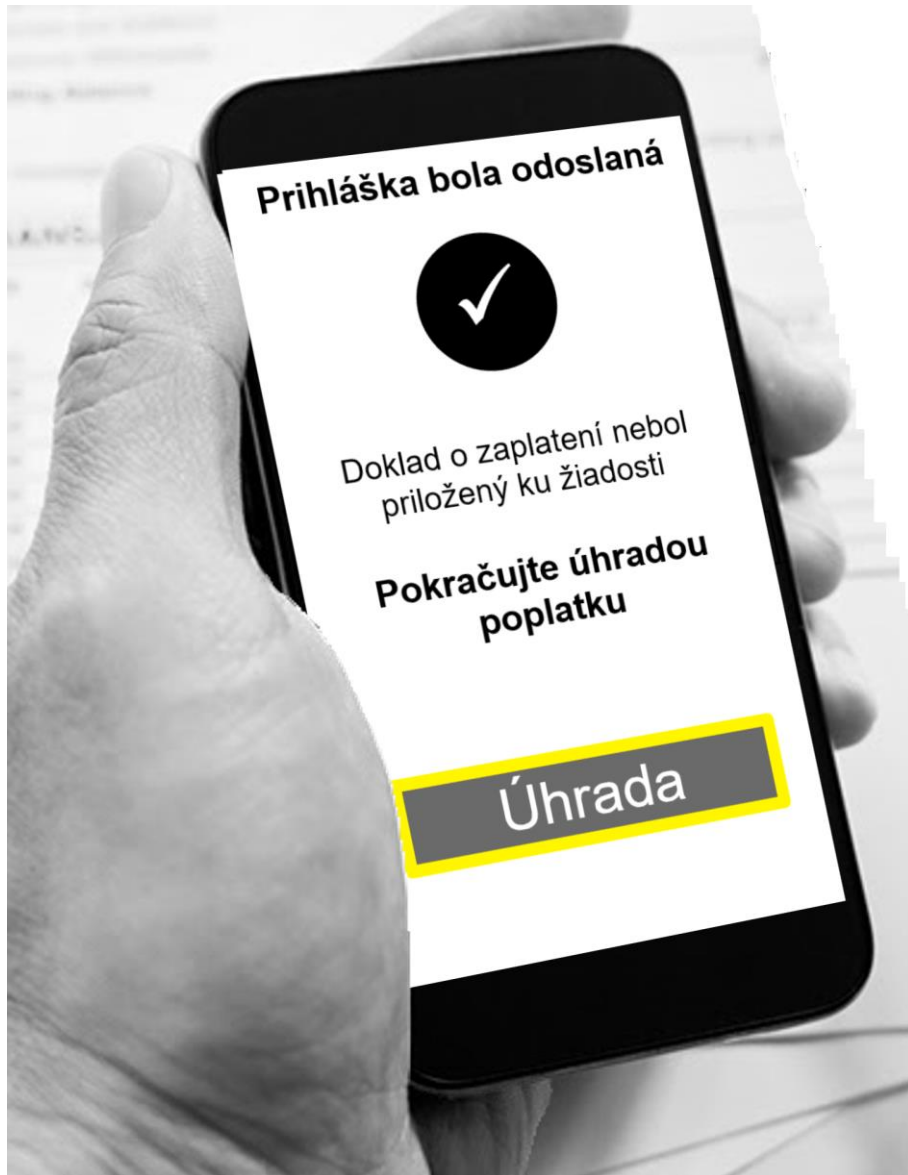 Prihláška bola odoslaná
Doklad o zaplatení nebol
priložený ku žiadosti
Pokračujte úhradou
poplatku
Úhrada